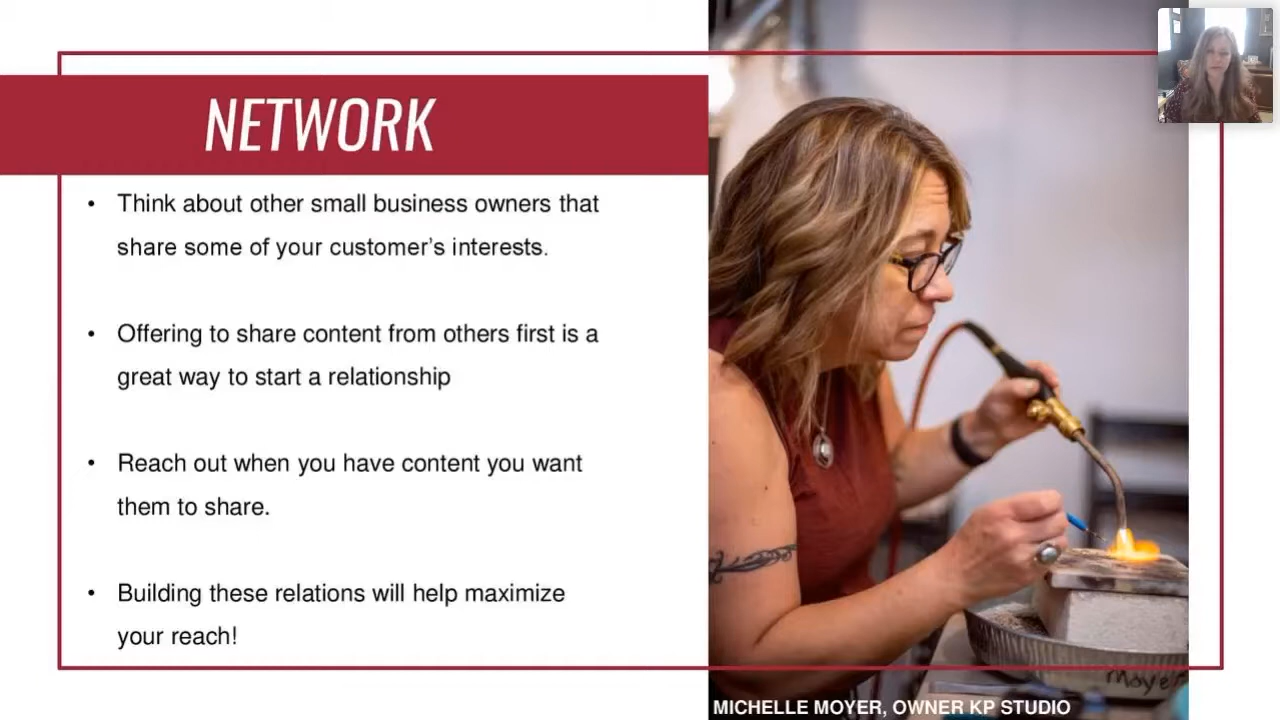 NETWORK
• Think about other small business owners that
share some of your customer’s interests.
• Offering to share content from others first is a
great way to start a relationship
• Reach out when you have content you want
them to share.
• Building these relations will help maximize
your reach!
Moyer
MICHELLE MOYER, OWNER KP STUDIO